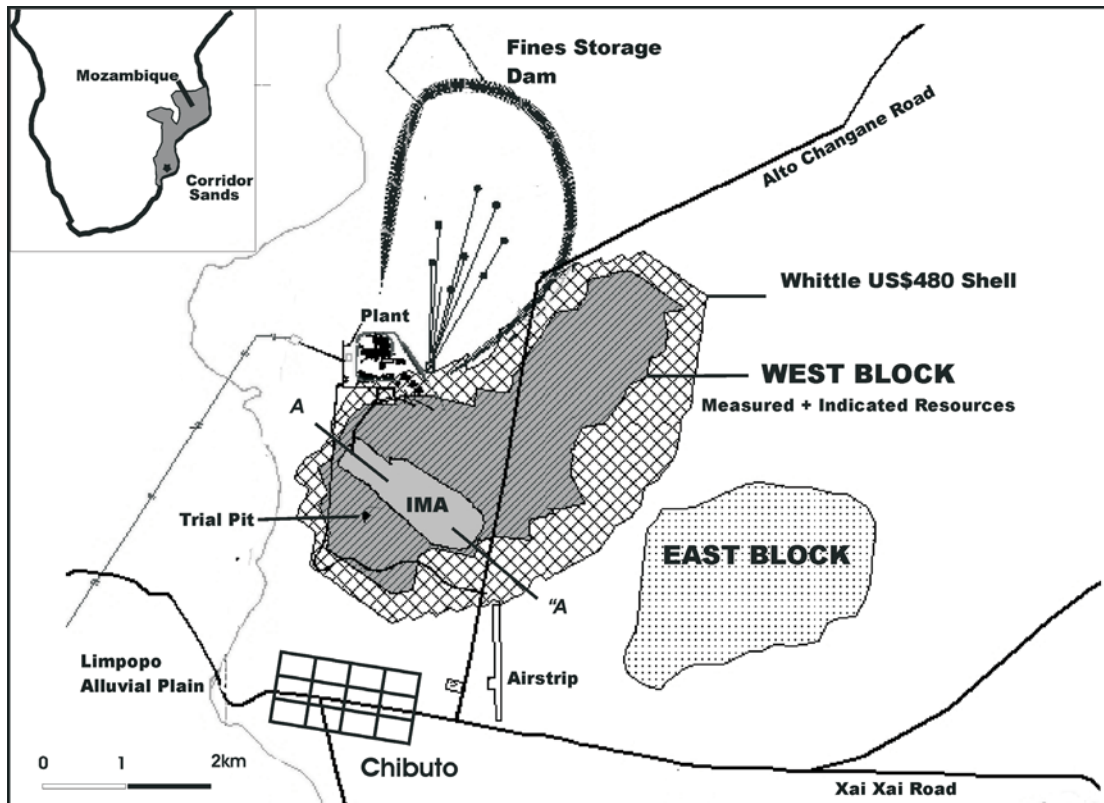 Mozambique
Corridor
Sands
Fines Storage
Dam
Alto Changane Road
Whittle US$480 Shell
Plant
WEST BLOCK
Measured + Indicated Resources
A
IMA
Trial Pit
EAST BLOCK
“A
Limpopo
Alluvial Plain
Airstrip
0 1 2km
Chibuto
Xai Xai Road